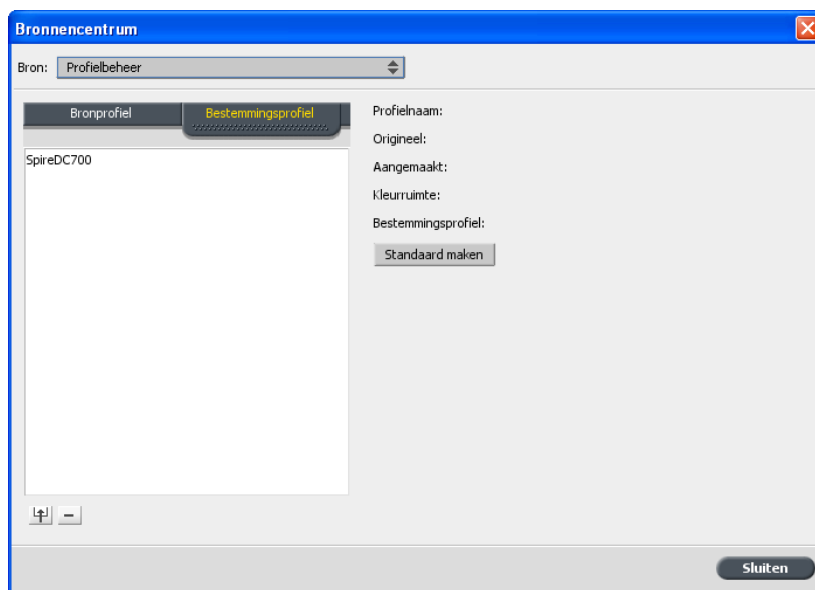 Bronnencentrum
Bron: Profielbeheer
Bronprofiel Bestemmingsprofiel
SpireDC700
Profielnaam:
Origineel:
Aangemaakt:
Kleurruimte:
Bestemmingsprofiel:
Standaard maken
Sluiten